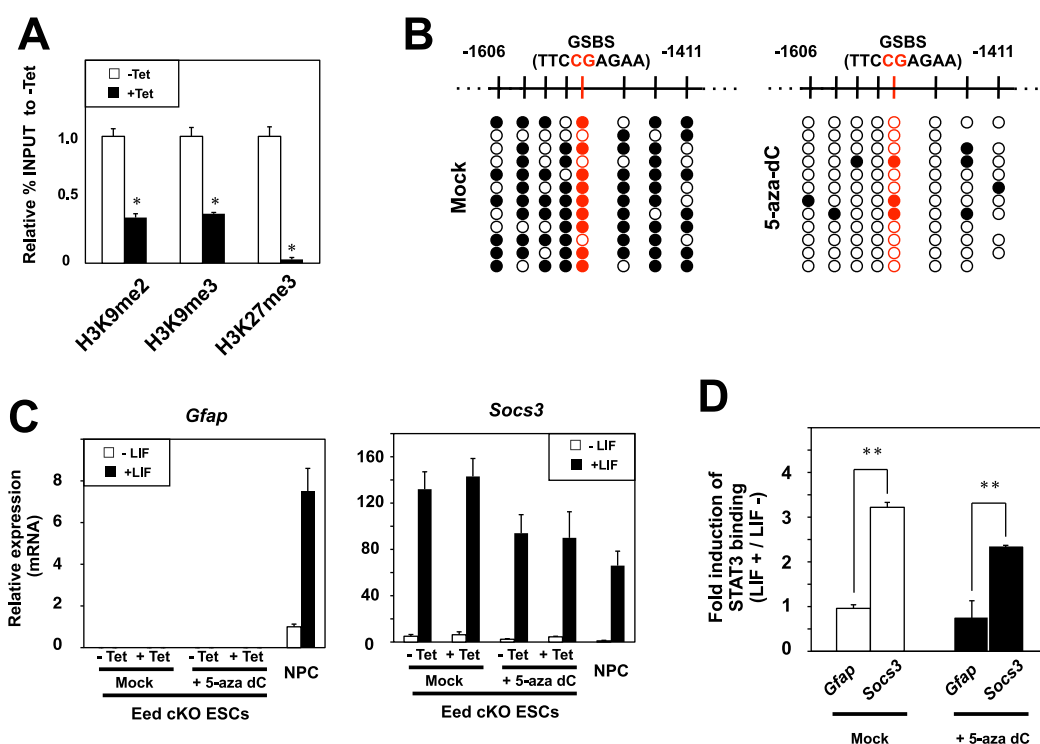 A
Relative % INPUT to -Tet
-Tet
+Tet
1.0
0.5
0
*
*
*
H3K9me2
H3K9me3
H3K27me3
B
-1606
GSBS
(TTCCGAGAA)
-1411
Mock
-1606
GSBS
(TTCCGAGAA)
-1411
5-aza-dC
C
Gfap
Relative expression
(mRNA)
- LIF
+LIF
8
6
4
2
0
- Tet + Tet
- Tet + Tet
NPC
Mock
+ 5-aza dC
Eed cKO ESCs
Socs3
- LIF
+LIF
160
120
80
40
0
- Tet + Tet
- Tet + Tet
NPC
Mock
+ 5-aza dC
Eed cKO ESCs
D
Fold induction of
STAT3 binding
(LIF + / LIF -)
4
3
2
1
0
**
**
Gfap
Socs3
Gfap
Socs3
Mock
+ 5-aza dC